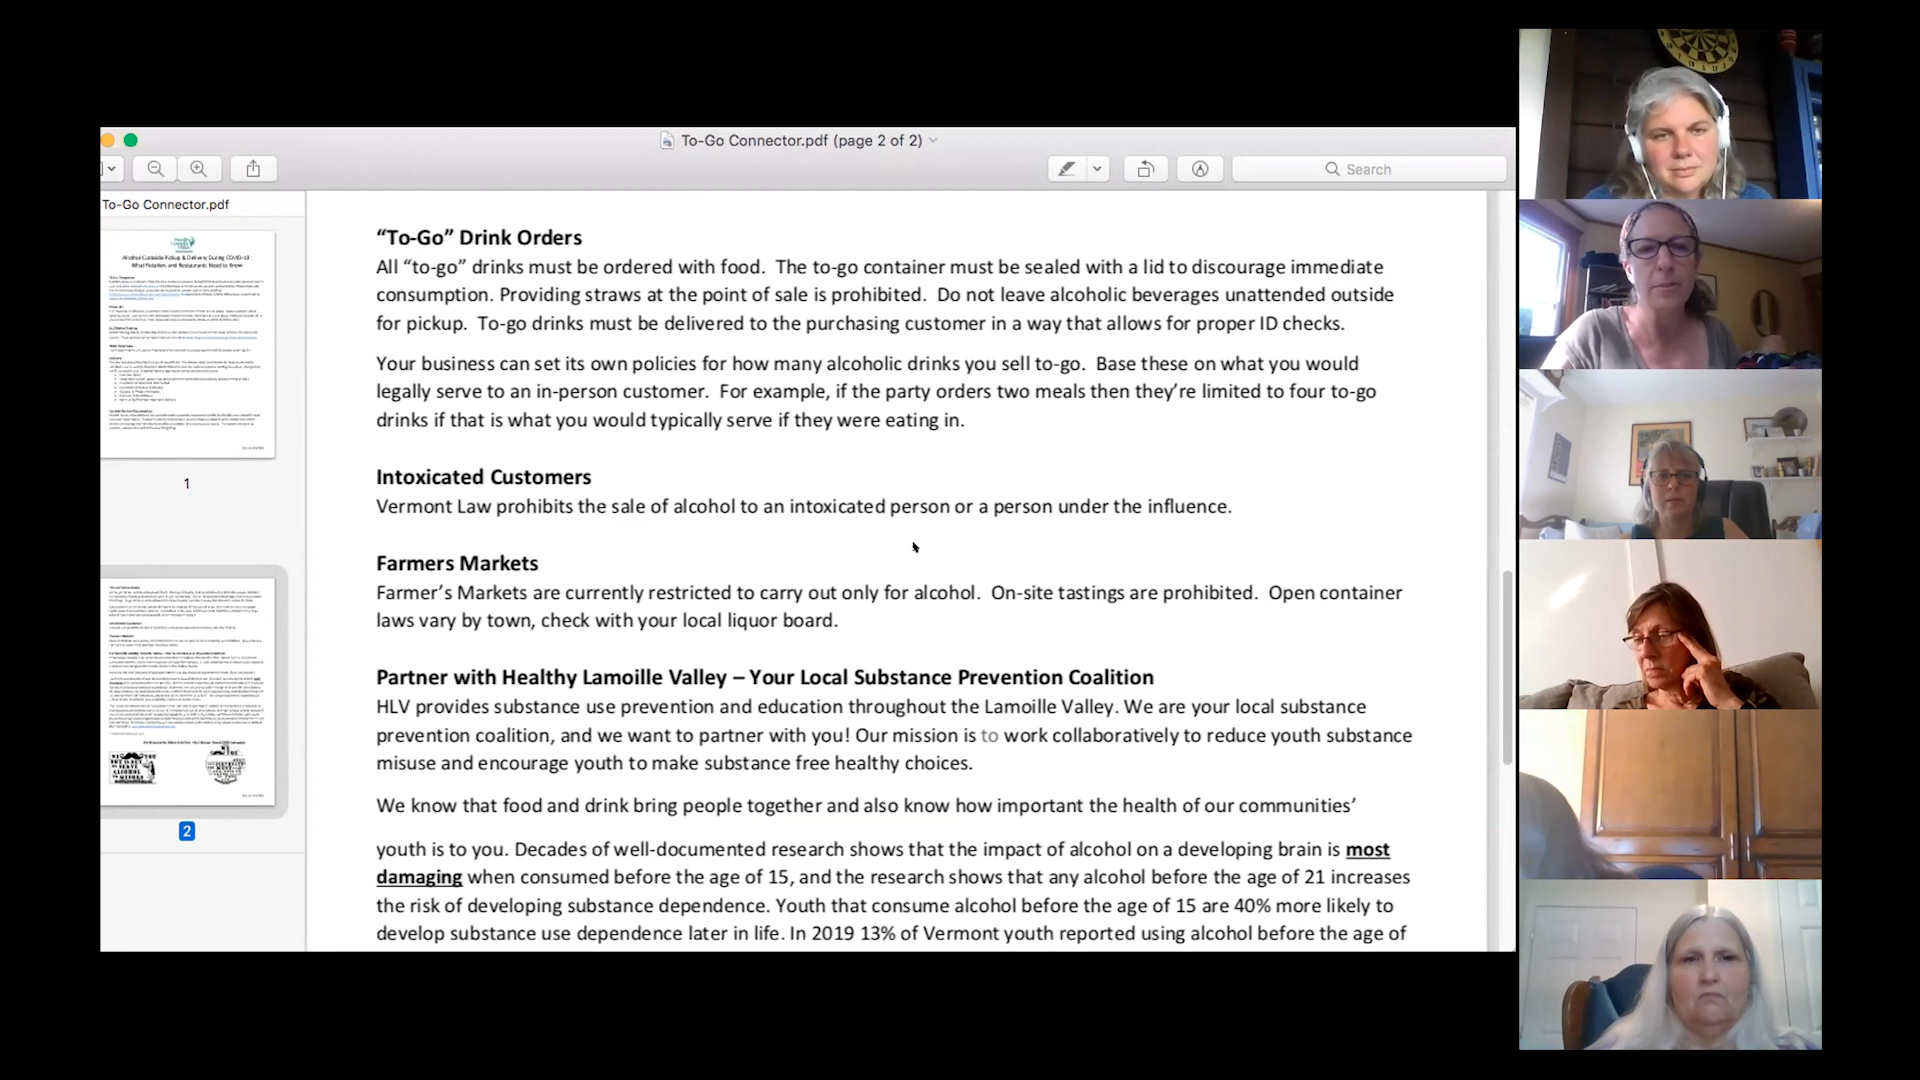 To-Go Connector.pdf (page 2 of 2)
Search
To-Go Connector.pdf
Alcohol Curbside Pickup & Delivery During COVID-19:
What Retailers and Restaurants Need to Know
1
2
“To-Go” Drink Orders
All “to-go” drinks must be ordered with food.  The to-go container must be sealed with a lid to discourage immediate
consumption. Providing straws at the point of sale is prohibited.  Do not leave alcoholic beverages unattended outside
for pickup.  To-go drinks must be delivered to the purchasing customer in a way that allows for proper ID checks.
Your business can set its own policies for how many alcoholic drinks you sell to-go.  Base these on what you would
legally serve to an in-person customer.  For example, if the party orders two meals then they’re limited to four to-go
drinks if that is what you would typically serve if they were eating in.
Intoxicated Customers
Vermont Law prohibits the sale of alcohol to an intoxicated person or a person under the influence.
Farmers Markets
Farmer’s Markets are currently restricted to carry out only for alcohol.  On-site tastings are prohibited.  Open container
laws vary by town, check with your local liquor board.
Partner with Healthy Lamoille Valley – Your Local Substance Prevention Coalition
HLV provides substance use prevention and education throughout the Lamoille Valley. We are your local substance
prevention coalition, and we want to partner with you! Our mission is to work collaboratively to reduce youth substance
misuse and encourage youth to make substance free healthy choices.
We know that food and drink bring people together and also know how important the health of our communities’
youth is to you. Decades of well-documented research shows that the impact of alcohol on a developing brain is most
damaging when consumed before the age of 15, and the research shows that any alcohol before the age of 21 increases
the risk of developing substance dependence. Youth that consume alcohol before the age of 15 are 40% more likely to
develop substance use dependence later in life. In 2019 13% of Vermont youth reported using alcohol before the age of